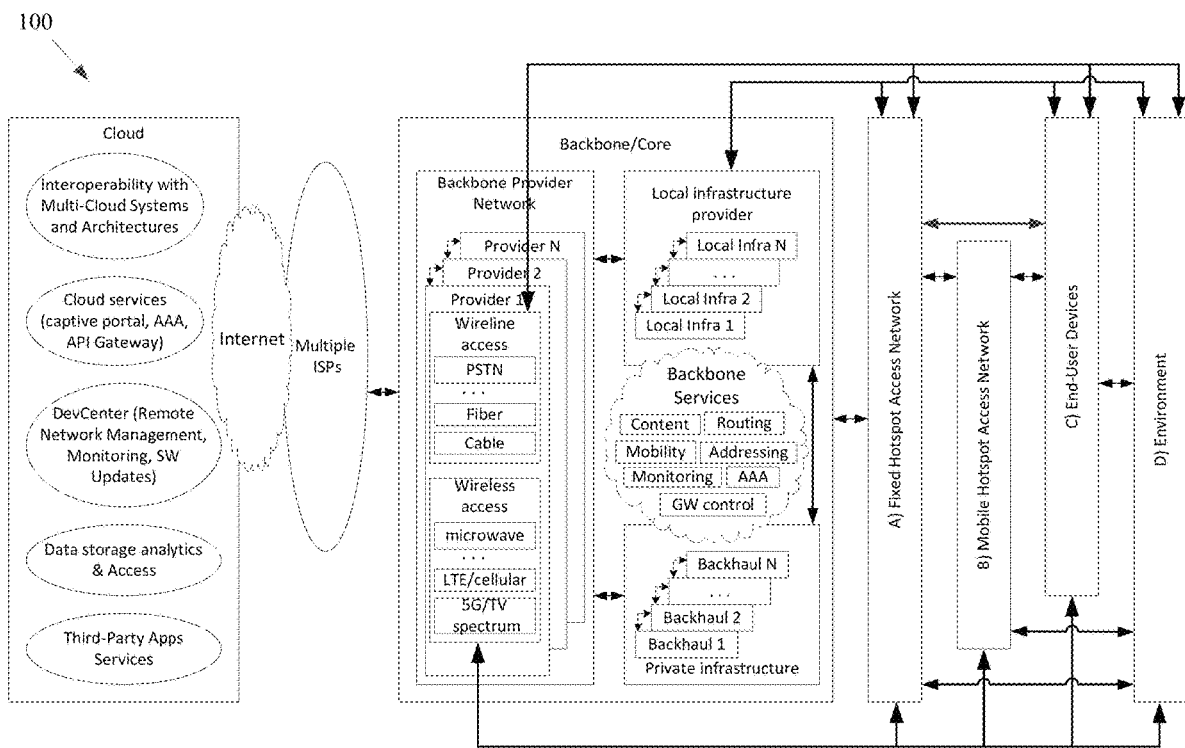 100
Cloud
Interoperability with
Multi-Cloud Systems
and Architectures
Cloud services
(captive portal, AAA,
API Gateway)
DevCenter (Remote
Network Management,
Monitoring, SW
Updates)
Data storage analytics
& Access
Third-Party Apps
Services
Internet
Multiple
ISPs
Backbone/Core
Backbone Provider
Network
Provider N
Provider 2
Provider 1
Wireline
access
PSTN
...
Fiber
Cable
Wireless
access
microwave
...
LTE/cellular
5G/TV
spectrum
Local infrastructure
provider
Local Infra N
...
Local Infra 2
Local Infra 1
Backbone
Services
Content
Routing
Mobility
Addressing
Monitoring
AAA
GW control
Backhaul N
...
Backhaul 2
Backhaul 1
Private infrastructure
A) Fixed Hotspot Access Network
B) Mobile Hotspot Access Network
C) End-User Devices
D) Environment